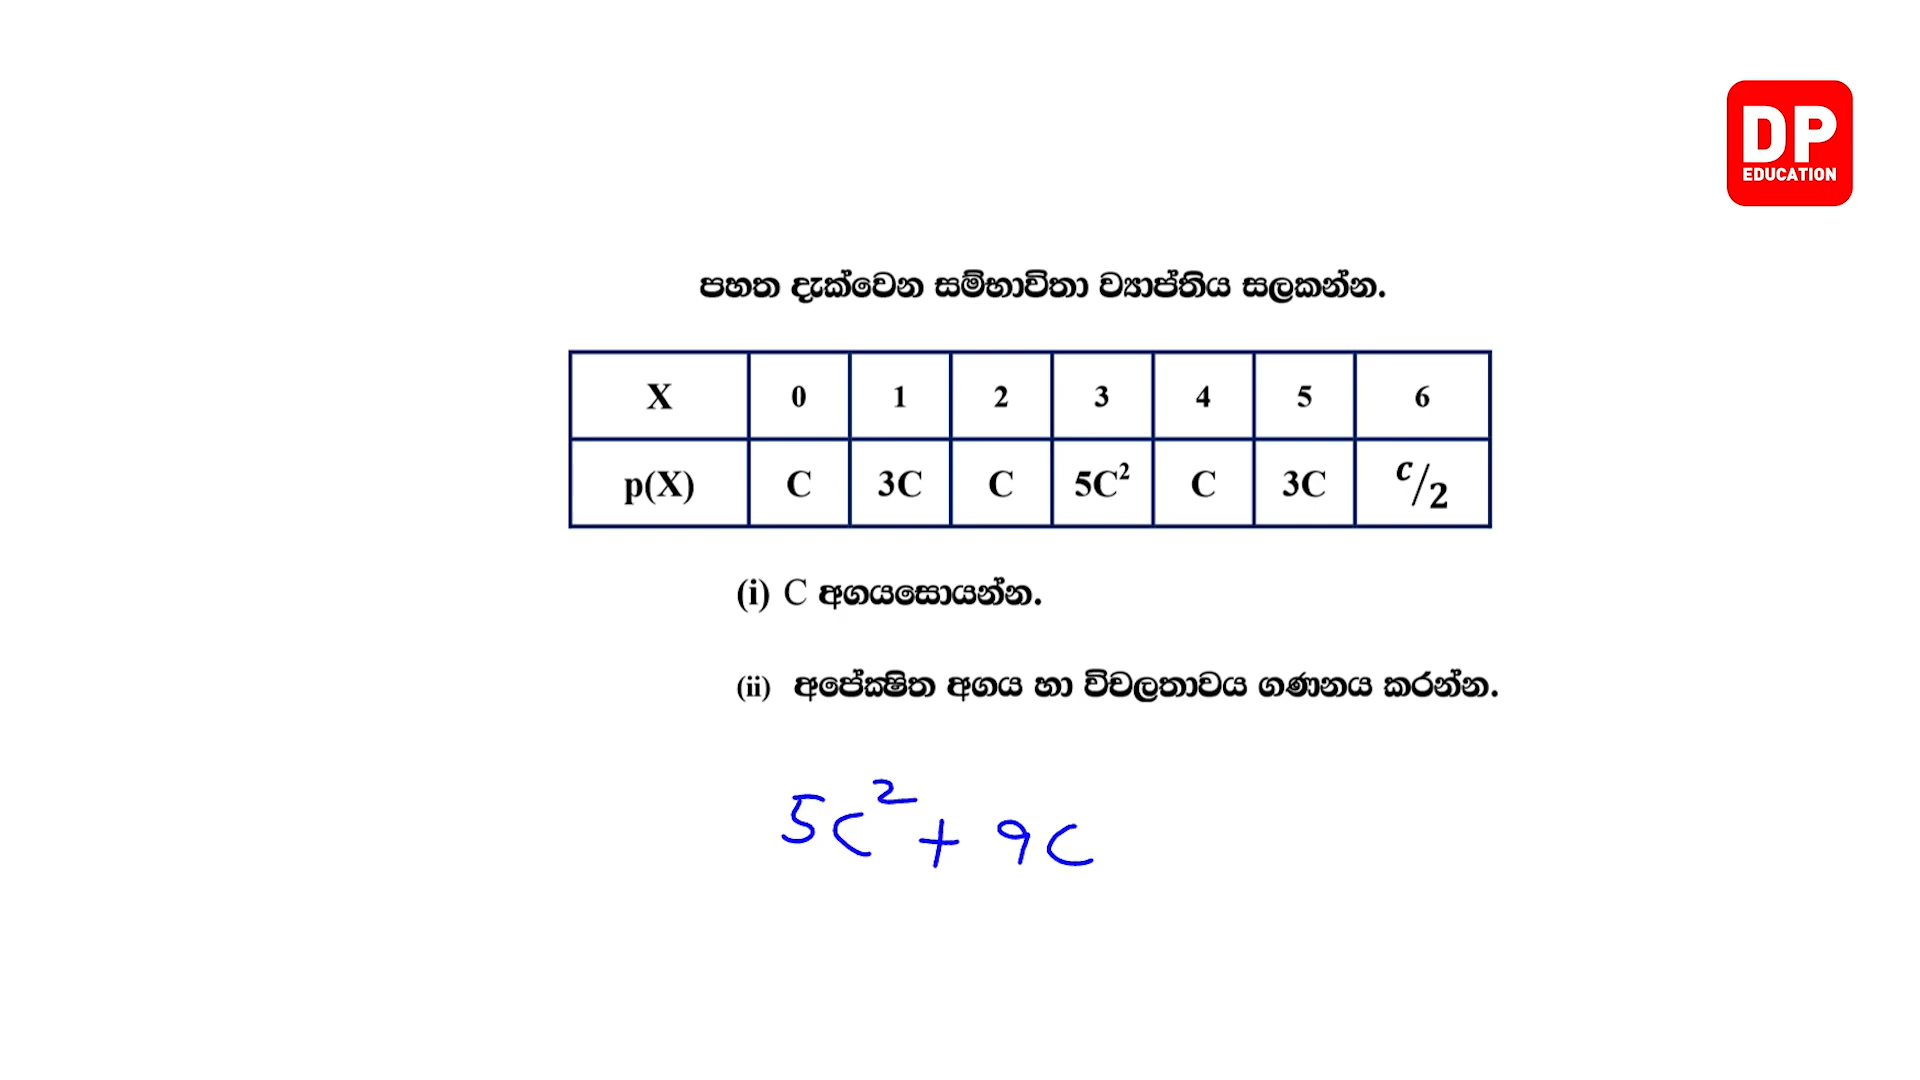 DP
EDUCATION
පහත දැක්වෙන සම්භාවිතා ව්‍යාප්තිය සලකන්න.
X 0 1 2 3 4 5 6
p(X) C 3C C 5C² C 3C c/2
(i) C අගයසොයන්න.
(ii) අපේක්‍ෂිත අගය හා විචලතාවය ගණනය කරන්න.
5C² + 9C